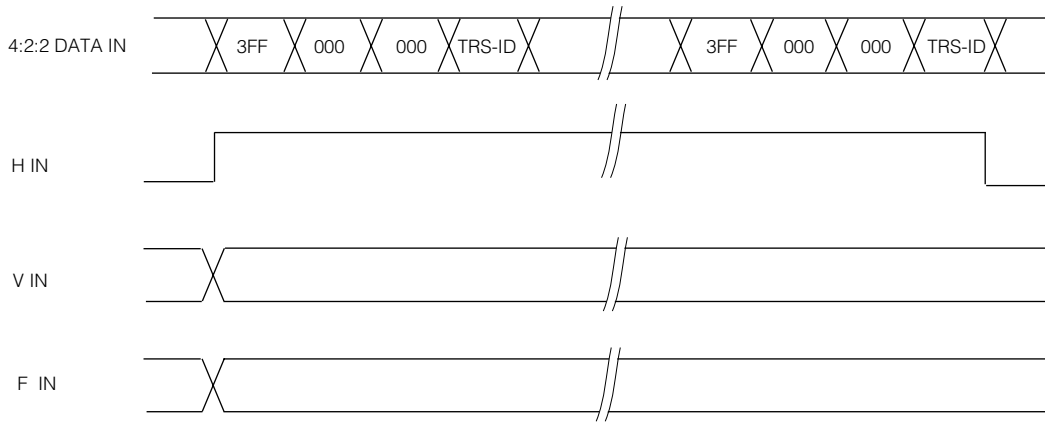 4:2:2 DATA IN 3FF 000 000 TRS-ID 3FF 000 000 TRS-ID
H IN
V IN
F IN